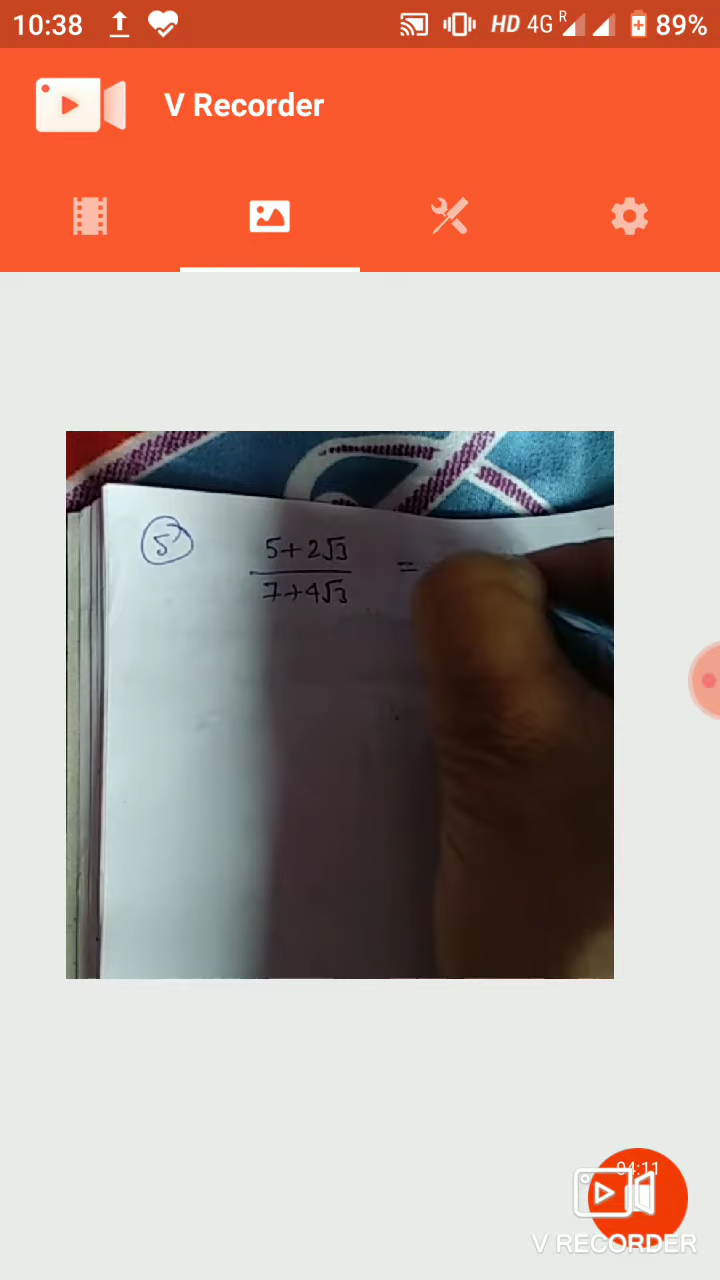 10:38 HD 4G R 89%
V Recorder
5
5+2√3
7+4√3
=
04:11
V RECORDER